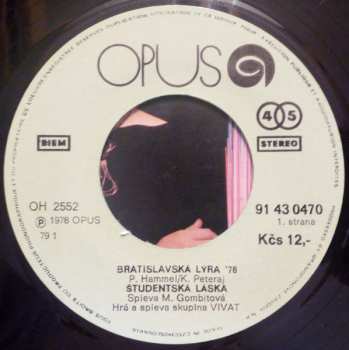 OPUS
BIEM
45
STEREO
OH 2552
℗ 1978 OPUS
79 1
91 43 0470
1. strana
Kčs 12,-
BRATISLAVSKÁ LYRA '78
P. Hammel/K. Peteraj
ŠTUDENTSKÁ LÁSKA
Spieva M. Gombitová
Hrá a spieva skupina VIVAT